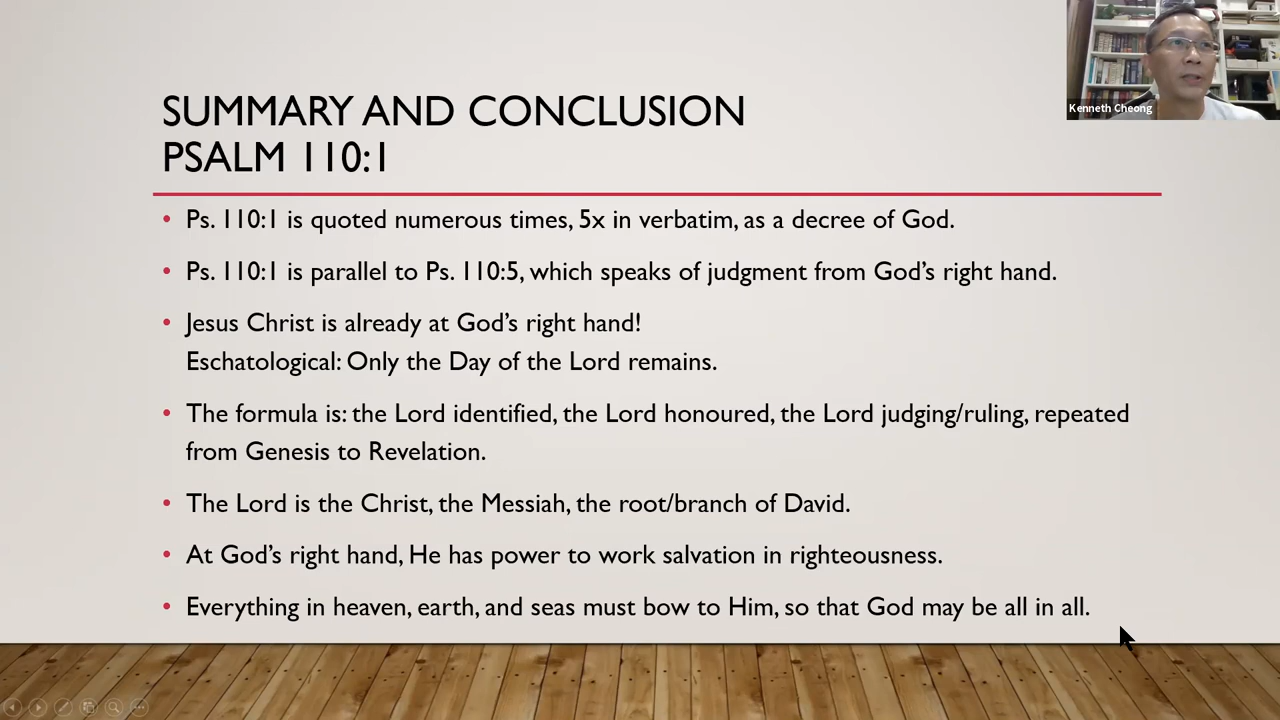 Kenneth Cheong
SUMMARY AND CONCLUSION
PSALM 110:1
• Ps. 110:1 is quoted numerous times, 5x in verbatim, as a decree of God.
• Ps. 110:1 is parallel to Ps. 110:5, which speaks of judgment from God’s right hand.
• Jesus Christ is already at God’s right hand!
Eschatological: Only the Day of the Lord remains.
• The formula is: the Lord identified, the Lord honoured, the Lord judging/ruling, repeated
from Genesis to Revelation.
• The Lord is the Christ, the Messiah, the root/branch of David.
• At God’s right hand, He has power to work salvation in righteousness.
• Everything in heaven, earth, and seas must bow to Him, so that God may be all in all.